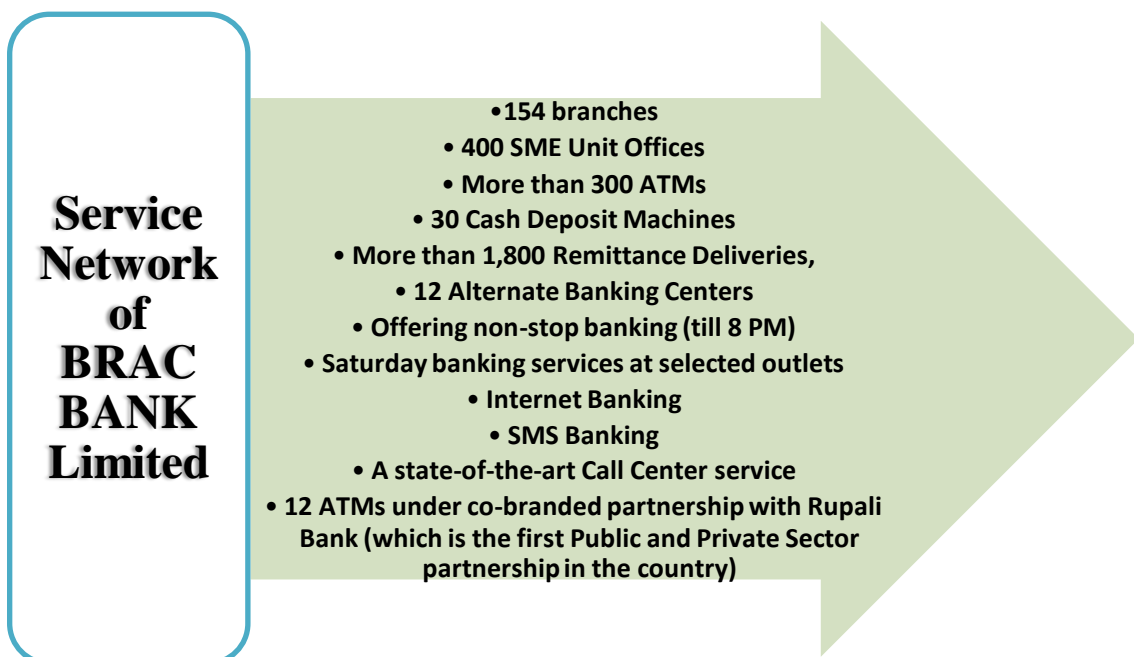 Service
Network
of
BRAC
BANK
Limited
•154 branches
• 400 SME Unit Offices
• More than 300 ATMs
• 30 Cash Deposit Machines
• More than 1,800 Remittance Deliveries,
• 12 Alternate Banking Centers
• Offering non-stop banking (till 8 PM)
• Saturday banking services at selected outlets
• Internet Banking
• SMS Banking
• A state-of-the-art Call Center service
• 12 ATMs under co-branded partnership with Rupali
Bank (which is the first Public and Private Sector
partnership in the country)